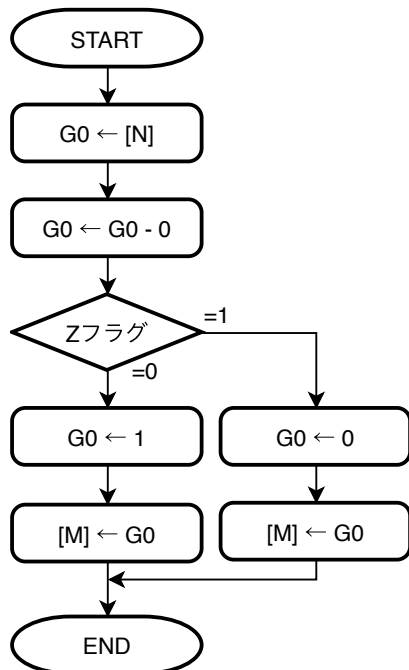 START
G0 ← [N]
G0 ← G0 - 0
Zフラグ
=1
=0
G0 ← 1
G0 ← 0
[M] ← G0
[M] ← G0
END